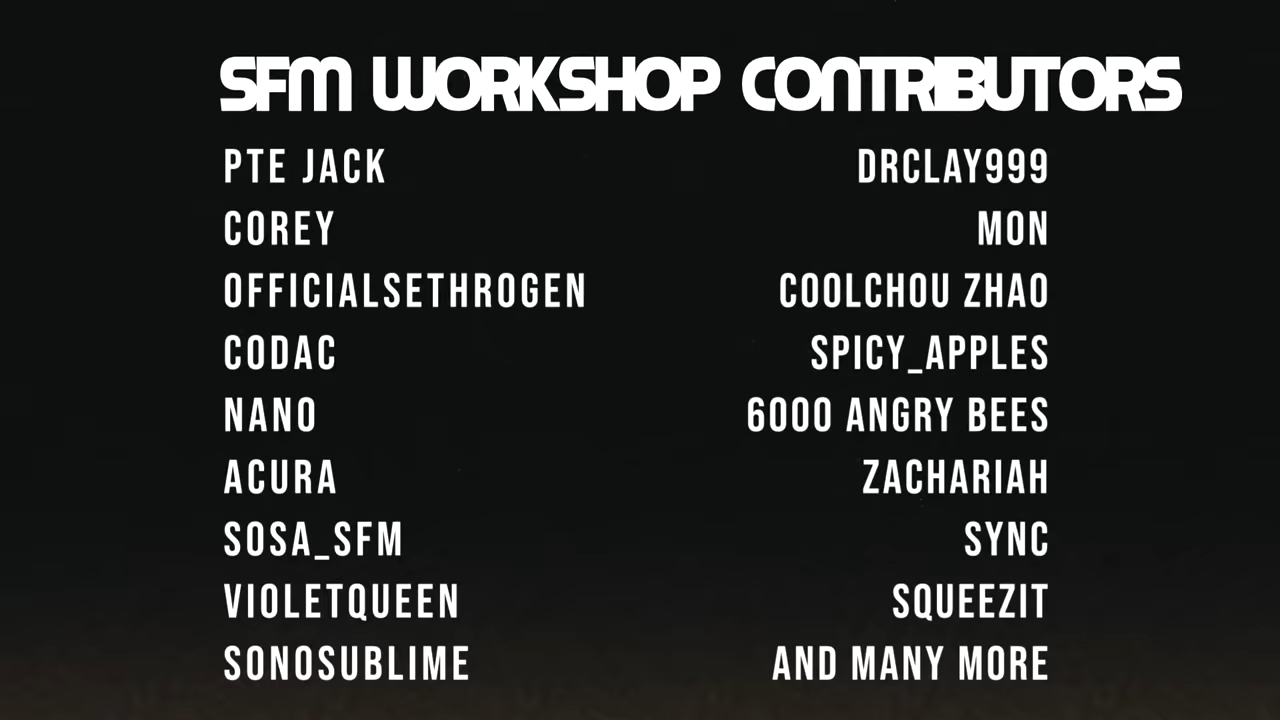 SFM WORKSHOP CONTRIBUTORS
PTE JACK DRCLAY999
COREY MON
OFFICIALSETHROGEN COOLCHOU ZHAO
CODAC SPICY_APPLES
NANO 6000 ANGRY BEES
ACURA ZACHARIAH
SOSA_SFM SYNC
VIOLETQUEEN SQUEEZIT
SONOSUBLIME AND MANY MORE